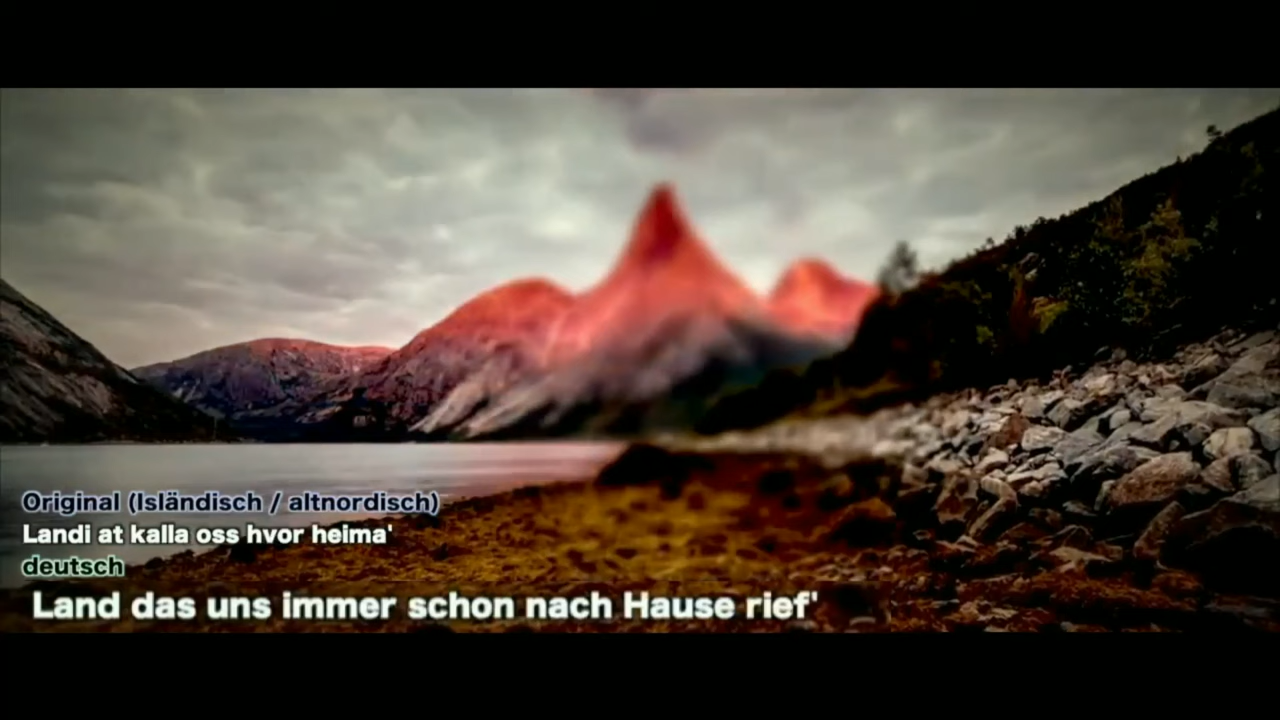 Original (Isländisch / altnordisch)
Landi at kalla oss hvor heima'
deutsch
Land das uns immer schon nach Hause rief'